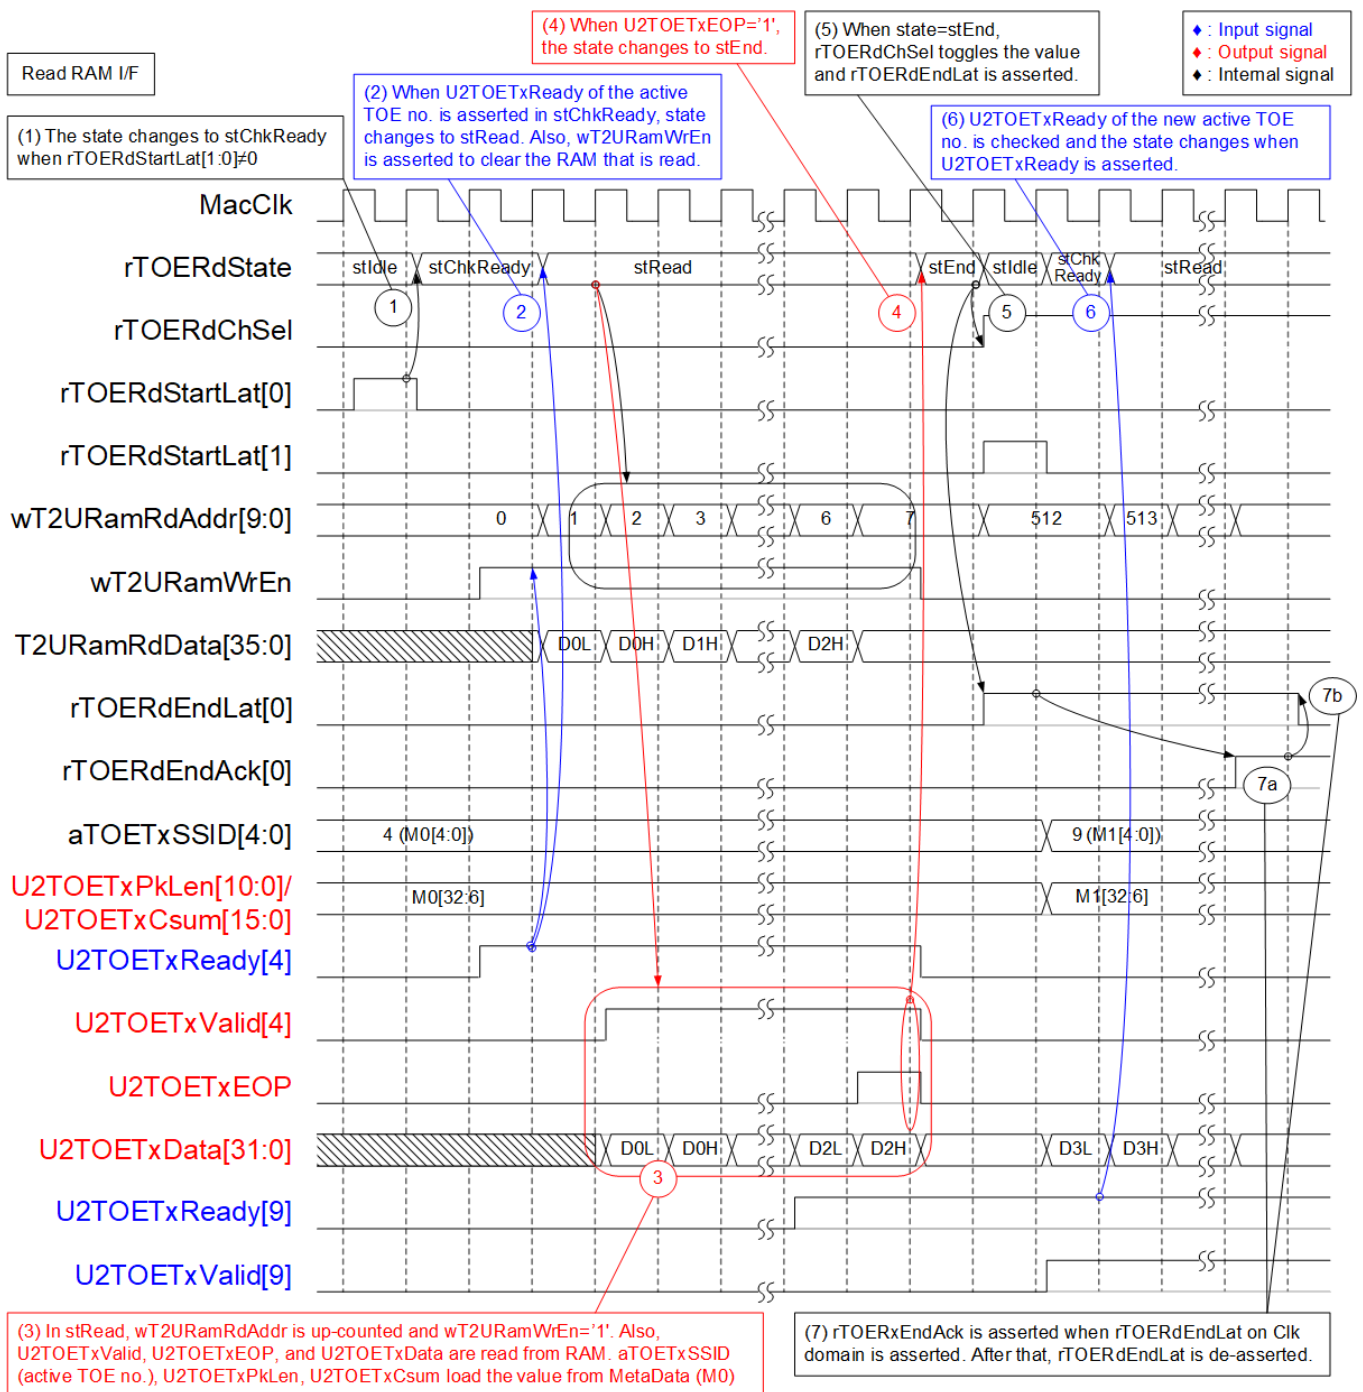 (4) When U2TOETxEOP='1',
the state changes to stEnd.
(5) When state=stEnd,
rTOERdChSel toggles the value
and rTOERdEndLat is asserted.
♦ : Input signal
♦ : Output signal
♦ : Internal signal
Read RAM I/F
(2) When U2TOETxReady of the active
TOE no. is asserted in stChkReady, state
changes to stRead. Also, wT2URamWrEn
is asserted to clear the RAM that is read.
(6) U2TOETxReady of the new active TOE
no. is checked and the state changes when
U2TOETxReady is asserted.
(1) The state changes to stChkReady
when rTOERdStartLat[1:0]≠0
MacClk
rTOERdState stIdle stChkReady stRead stEnd stIdle stChk Ready stRead
1 2 4 5 6
rTOERdChSel
rTOERdStartLat[0]
rTOERdStartLat[1]
wT2URamRdAddr[9:0] 0 1 2 3 6 7 512 513
wT2URamWrEn
T2URamRdData[35:0] D0L D0H D1H D2H
rTOERdEndLat[0] 7b
rTOERdEndAck[0] 7a
aTOETxSSID[4:0] 4 (M0[4:0]) 9 (M1[4:0])
U2TOETxPkLen[10:0]/
M0[32:6] M1[32:6]
U2TOETxCsum[15:0]
U2TOETxReady[4]
U2TOETxValid[4]
U2TOETxEOP
U2TOETxData[31:0] D0L D0H D2L D2H D3L D3H
3
U2TOETxReady[9]
U2TOETxValid[9]
(3) In stRead, wT2URamRdAddr is up-counted and wT2URamWrEn='1'. Also,
U2TOETxValid, U2TOETxEOP, and U2TOETxData are read from RAM. aTOETxSSID
(active TOE no.), U2TOETxPkLen, U2TOETxCsum load the value from MetaData (M0)
(7) rTOERxEndAck is asserted when rTOERdEndLat on Clk
domain is asserted. After that, rTOERdEndLat is de-asserted.